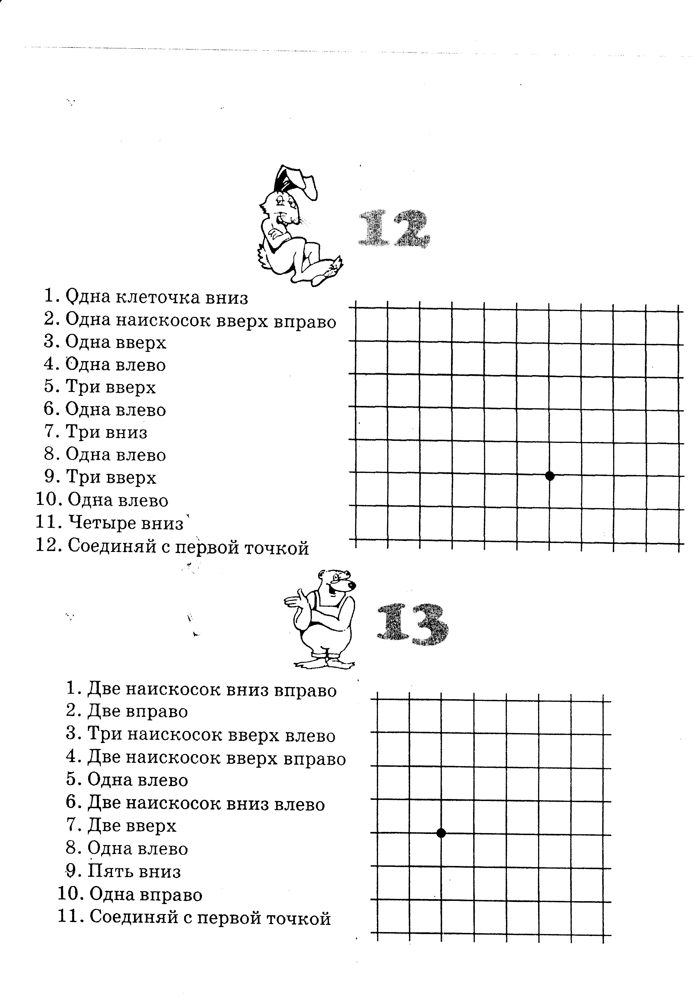 12
1. Одна клеточка вниз
2. Одна наискосок вверх вправо
3. Одна вверх
4. Одна влево
5. Три вверх
6. Одна влево
7. Три вниз
8. Одна влево
9. Три вверх
10. Одна влево
11. Четыре вниз
12. Соединяй с первой точкой
13
1. Две наискосок вниз вправо
2. Две вправо
3. Три наискосок вверх влево
4. Две наискосок вверх вправо
5. Одна влево
6. Две наискосок вниз влево
7. Две вверх
8. Одна влево
9. Пять вниз
10. Одна вправо
11. Соединяй с первой точкой